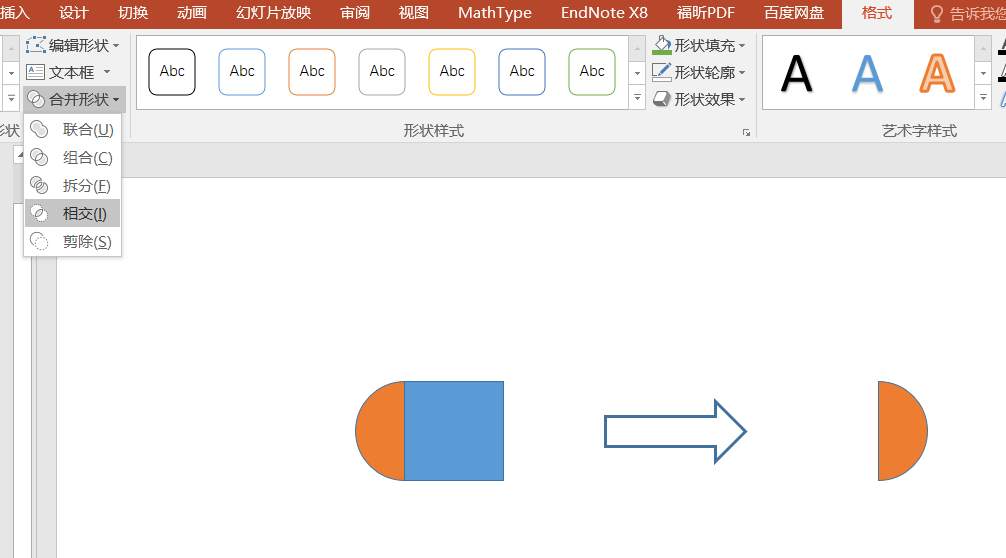 插入 设计 切换 动画 幻灯片放映 审阅 视图 MathType EndNote X8 福昕PDF 百度网盘 格式 告诉我您
编辑形状
文本框
合并形状
Abc Abc Abc Abc Abc Abc Abc
形状填充
形状轮廓
形状效果
A A A
形状样式
艺术字样式
联合(U)
组合(C)
拆分(F)
相交(I)
剪除(S)